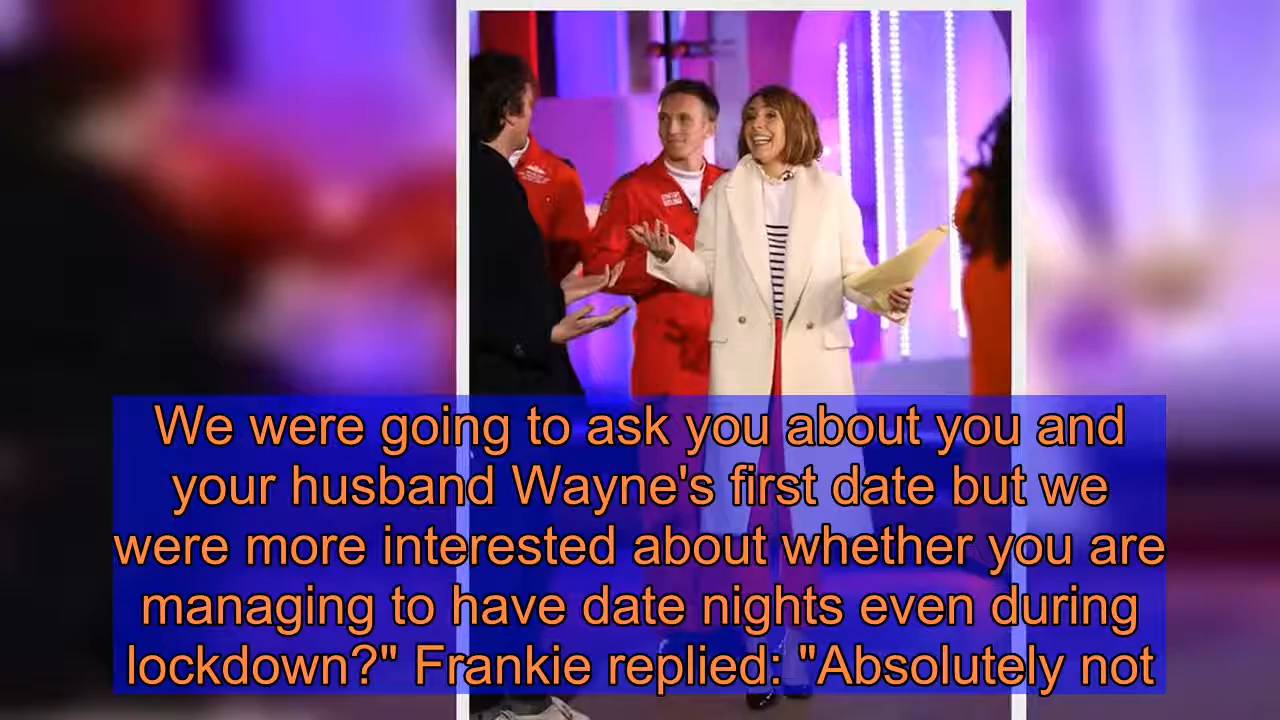 We were going to ask you about you and
your husband Wayne's first date but we
were more interested about whether you are
managing to have date nights even during
lockdown?" Frankie replied: "Absolutely not